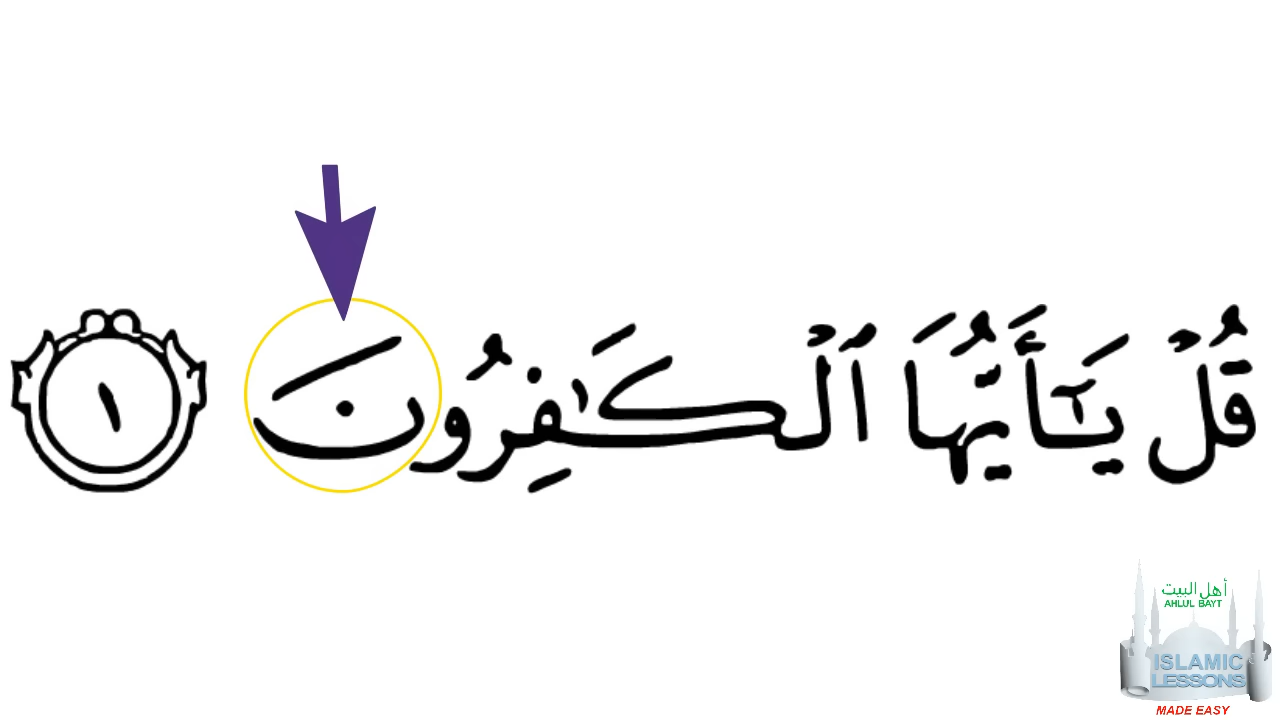 قُلْ يَـٰٓأَيُّهَا ٱلْكَـٰفِرُونَ ١
أهل البيت
AHLUL BAYT
ISLAMIC
LESSONS
MADE EASY